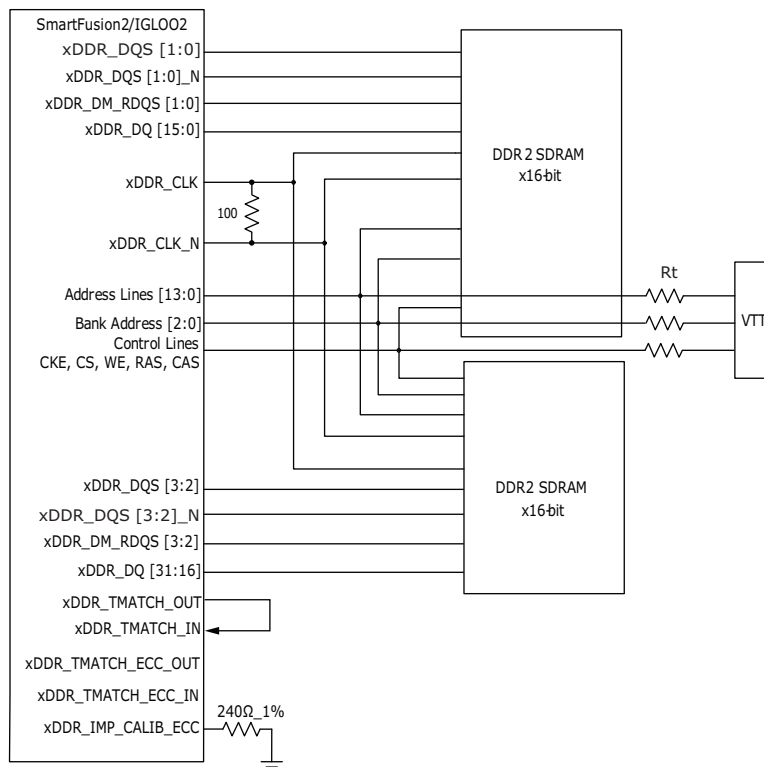 SmartFusion2/IGLOO2
xDDR_DQS [1:0]
xDDR_DQS [1:0]_N
xDDR_DM_RDQS [1:0]
xDDR_DQ [15:0]
DDR2 SDRAM
x16-bit
xDDR_CLK
100
xDDR_CLK_N
Rt
Address Lines [13:0]
Bank Address [2:0]
VTT
Control Lines
CKE, CS, WE, RAS, CAS
xDDR_DQS [3:2]
DDR2 SDRAM
x16-bit
xDDR_DQS [3:2]_N
xDDR_DM_RDQS [3:2]
xDDR_DQ [31:16]
xDDR_TMATCH_OUT
xDDR_TMATCH_IN
xDDR_TMATCH_ECC_OUT
xDDR_TMATCH_ECC_IN
240Ω_1%
xDDR_IMP_CALIB_ECC